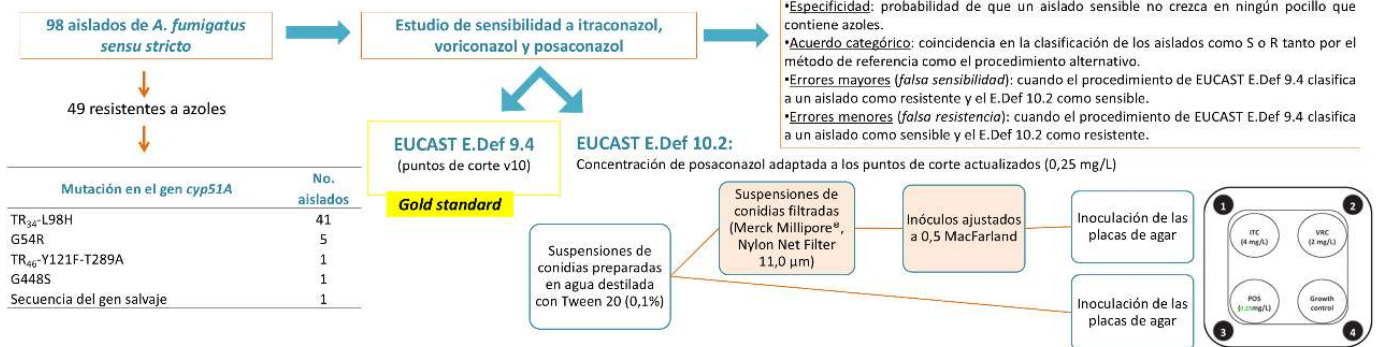 98 aislados de A. fumigatus
sensu stricto
49 resistentes a azoles
Mutación en el gen cyp51A
No.
aislados
TR34-L98H 41
G54R 5
TR46-Y121F-T289A 1
G448S 1
Secuencia del gen salvaje 1
Estudio de sensibilidad a itraconazol,
voriconazol y posaconazol
•Especificidad: probabilidad de que un aislado sensible no crezca en ningún pocillo que
contiene azoles.
•Acuerdo categórico: coincidencia en la clasificación de los aislados como S o R tanto por el
método de referencia como el procedimiento alternativo.
•Errores mayores (falsa sensibilidad): cuando el procedimiento de EUCAST E.Def 9.4 clasifica
a un aislado como resistente y el E.Def 10.2 como sensible.
•Errores menores (falsa resistencia): cuando el procedimiento de EUCAST E.Def 9.4 clasifica
a un aislado como sensible y el E.Def 10.2 como resistente.
EUCAST E.Def 9.4
(puntos de corte v10)
Gold standard
EUCAST E.Def 10.2:
Concentración de posaconazol adaptada a los puntos de corte actualizados (0,25 mg/L)
Suspensiones de
conidias preparadas
en agua destilada
con Tween 20 (0,1%)
Suspensiones de
conidias filtradas
(Merck Millipore®,
Nylon Net Filter
11,0 µm)
Inóculos ajustados
a 0,5 MacFarland
Inoculación de las
placas de agar
Inoculación de las
placas de agar
1
2
ITC
(4 mg/L)
VRC
(2 mg/L)
POS
(0.25mg/L)
Growth
control
3
4